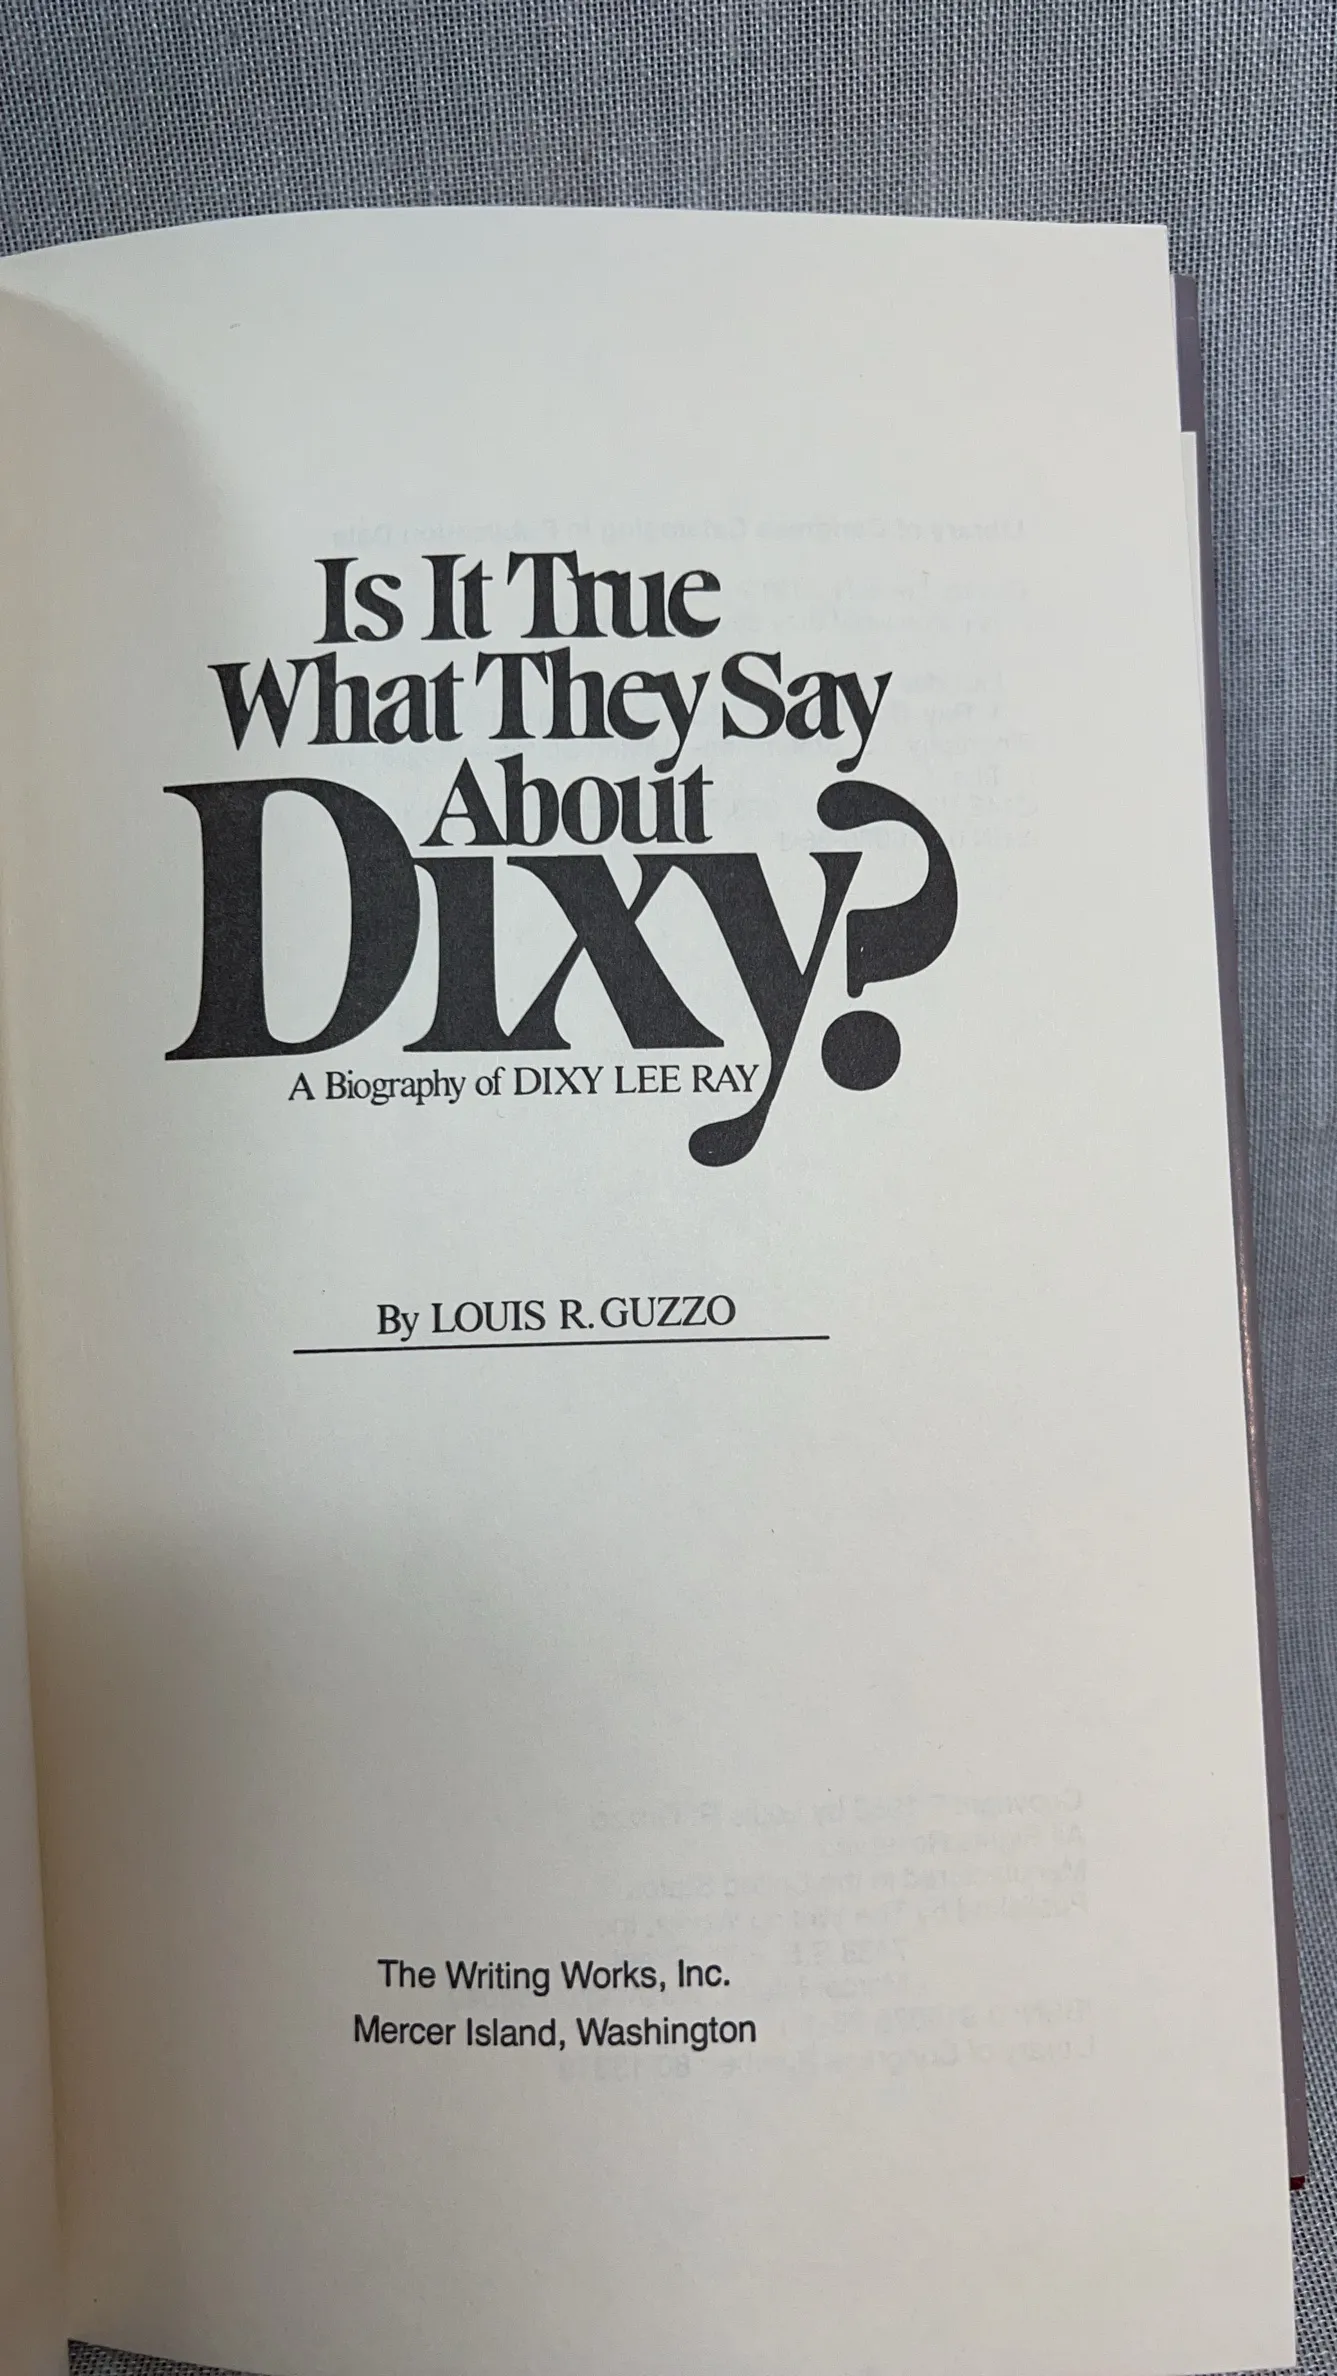 Is It True
What They Say
About
Dixy?
A Biography of DIXY LEE RAY
By LOUIS R. GUZZO
The Writing Works, Inc.
Mercer Island, Washington